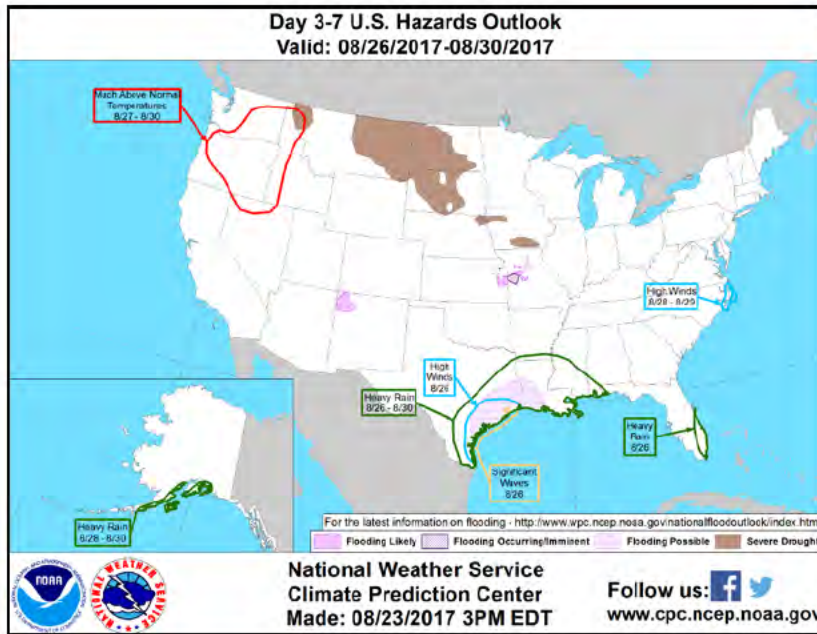 Day 3-7 U.S. Hazards Outlook
Valid: 08/26/2017-08/30/2017
Much Above Normal
Temperatures
8/27 - 8/30
High Winds
8/28 - 8/29
High
Winds
8/26
Heavy Rain
8/26 - 8/30
Heavy
Rain
8/26
Significant
Waves
8/26
Heavy Rain
8/28 - 8/30
For the latest information on flooding - http://www.wpc.ncep.noaa.gov/nationalfloodoutlook/index.htm
Flooding Likely
Flooding Occurring/Imminent
Flooding Possible
Severe Drought
NOAA
NATIONAL WEATHER SERVICE
National Weather Service
Climate Prediction Center
Made: 08/23/2017 3PM EDT
Follow us:
www.cpc.ncep.noaa.gov